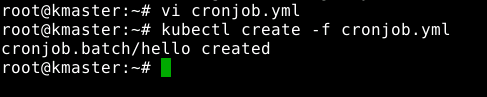 root@kmaster:~# vi cronjob.yml
root@kmaster:~# kubectl create -f cronjob.yml
cronjob.batch/hello created
root@kmaster:~#